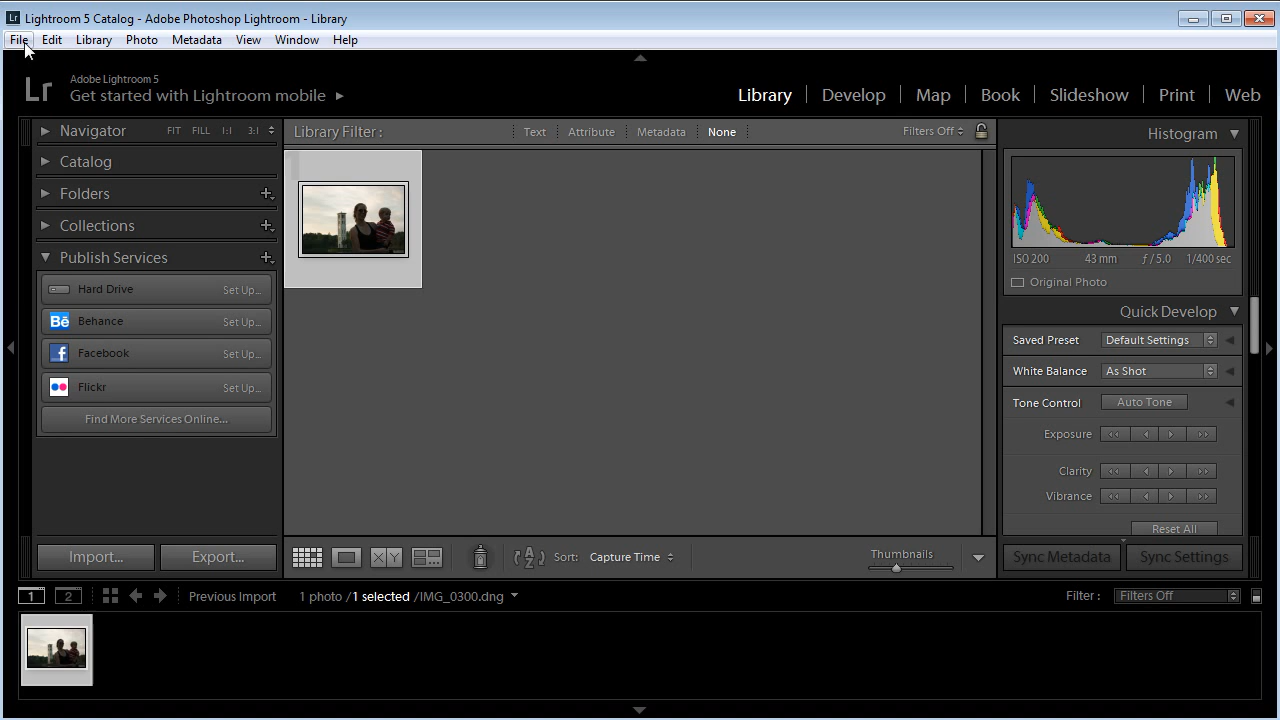 Lr Lightroom 5 Catalog - Adobe Photoshop Lightroom - Library
File Edit Library Photo Metadata View Window Help
Lr
Adobe Lightroom 5
Get started with Lightroom mobile
Library Develop Map Book Slideshow Print Web
Navigator FIT FILL 1:1 3:1
Catalog
Folders
Collections
Publish Services
Hard Drive Set Up...
Bē Behance Set Up...
f Facebook Set Up...
Flickr Set Up...
Find More Services Online...
Import... Export...
Library Filter : Text Attribute Metadata None Filters Off
1
X Y
A Z
Sort: Capture Time
Thumbnails
Histogram
ISO 200 43 mm ƒ / 5.0 1/400 sec
Original Photo
Quick Develop
Saved Preset Default Settings
White Balance As Shot
Tone Control Auto Tone
Exposure
Clarity
Vibrance
Reset All
Sync Metadata Sync Settings
1 2 Previous Import 1 photo / 1 selected / IMG_0300.dng Filter : Filters Off